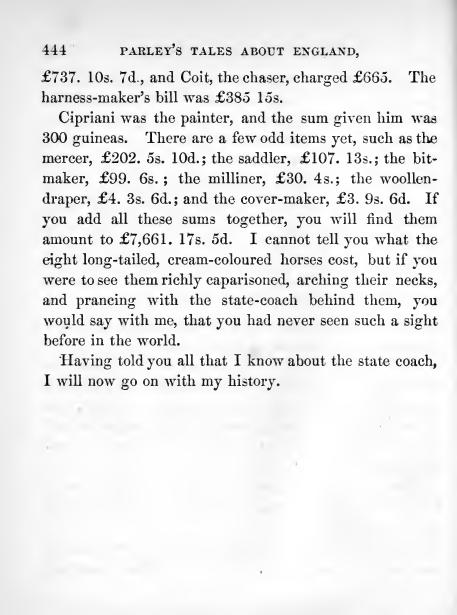 444 PARLEY'S TALES ABOUT ENGLAND,
£737. 10s. 7d., and Coit, the chaser, charged £665. The
harness-maker's bill was £385 15s.
Cipriani was the painter, and the sum given him was
300 guineas. There are a few odd items yet, such as the
mercer, £202. 5s. 10d.; the saddler, £107. 13s.; the bit-
maker, £99. 6s.; the milliner, £30. 4s.; the woollen-
draper, £4. 3s. 6d.; and the cover-maker, £3. 9s. 6d. If
you add all these sums together, you will find them
amount to £7,661. 17s. 5d. I cannot tell you what the
eight long-tailed, cream-coloured horses cost, but if you
were to see them richly caparisoned, arching their necks,
and prancing with the state-coach behind them, you
would say with me, that you had never seen such a sight
before in the world.
Having told you all that I know about the state coach,
I will now go on with my history.